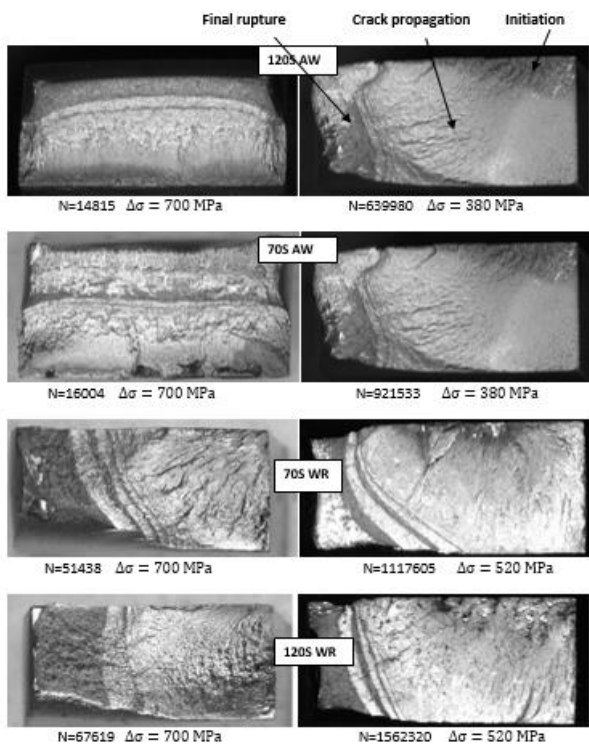 Final rupture Crack propagation Initiation
120S AW
N=14815 Δσ = 700 MPa N=639980 Δσ = 380 MPa
70S AW
N=16004 Δσ = 700 MPa N=921533 Δσ = 380 MPa
70S WR
N=51438 Δσ = 700 MPa N=1117605 Δσ = 520 MPa
120S WR
N=67619 Δσ = 700 MPa N=1562320 Δσ = 520 MPa